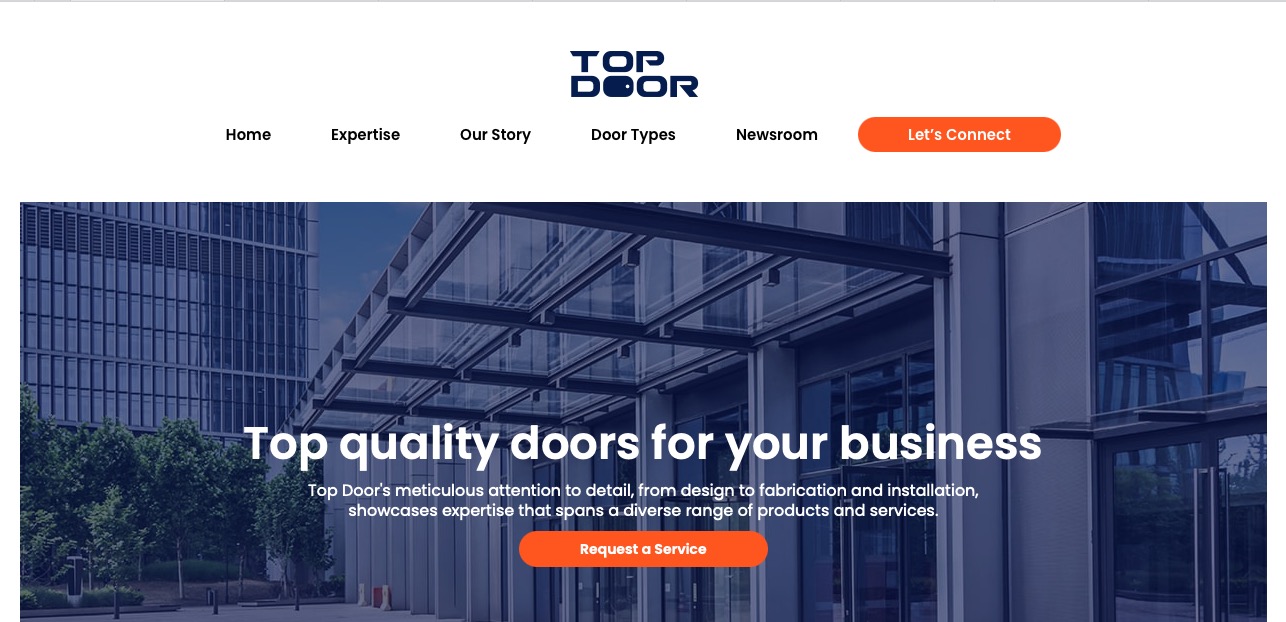 TOP
DOOR
Home Expertise Our Story Door Types Newsroom Let’s Connect
Top quality doors for your business
Top Door's meticulous attention to detail, from design to fabrication and installation,
showcases expertise that spans a diverse range of products and services.
Request a Service